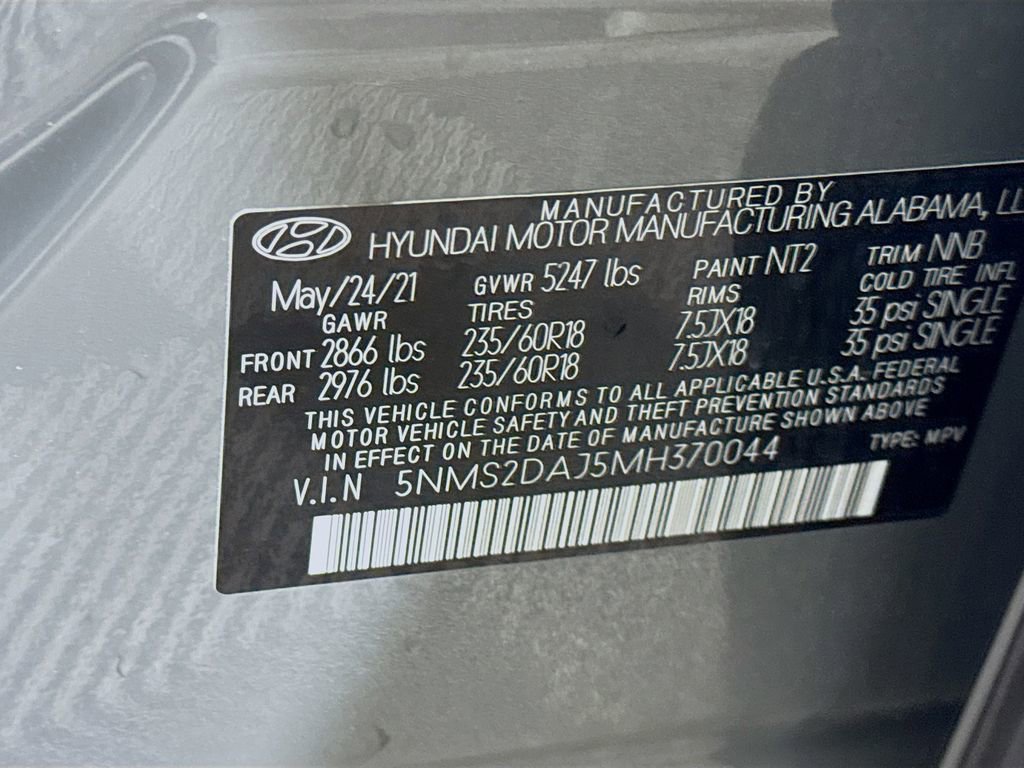 MANUFACTURED BY
HYUNDAI MOTOR MANUFACTURING ALABAMA,
May/24/21 GVWR 5247 lbs PAINT NT2 TRIM NNB
GAWR TIRES RIMS COLD TIRE INFL
FRONT 2866 lbs 235/60R18 7.5JX18 35 psi SINGLE
REAR 2976 lbs 235/60R18 7.5JX18 35 psi SINGLE
THIS VEHICLE CONFORMS TO ALL APPLICABLE U.S.A. FEDERAL
MOTOR VEHICLE SAFETY AND THEFT PREVENTION STANDARDS
IN EFFECT ON THE DATE OF MANUFACTURE SHOWN ABOVE
V.I.N 5NMS2DAJ5MH370044 TYPE: MPV